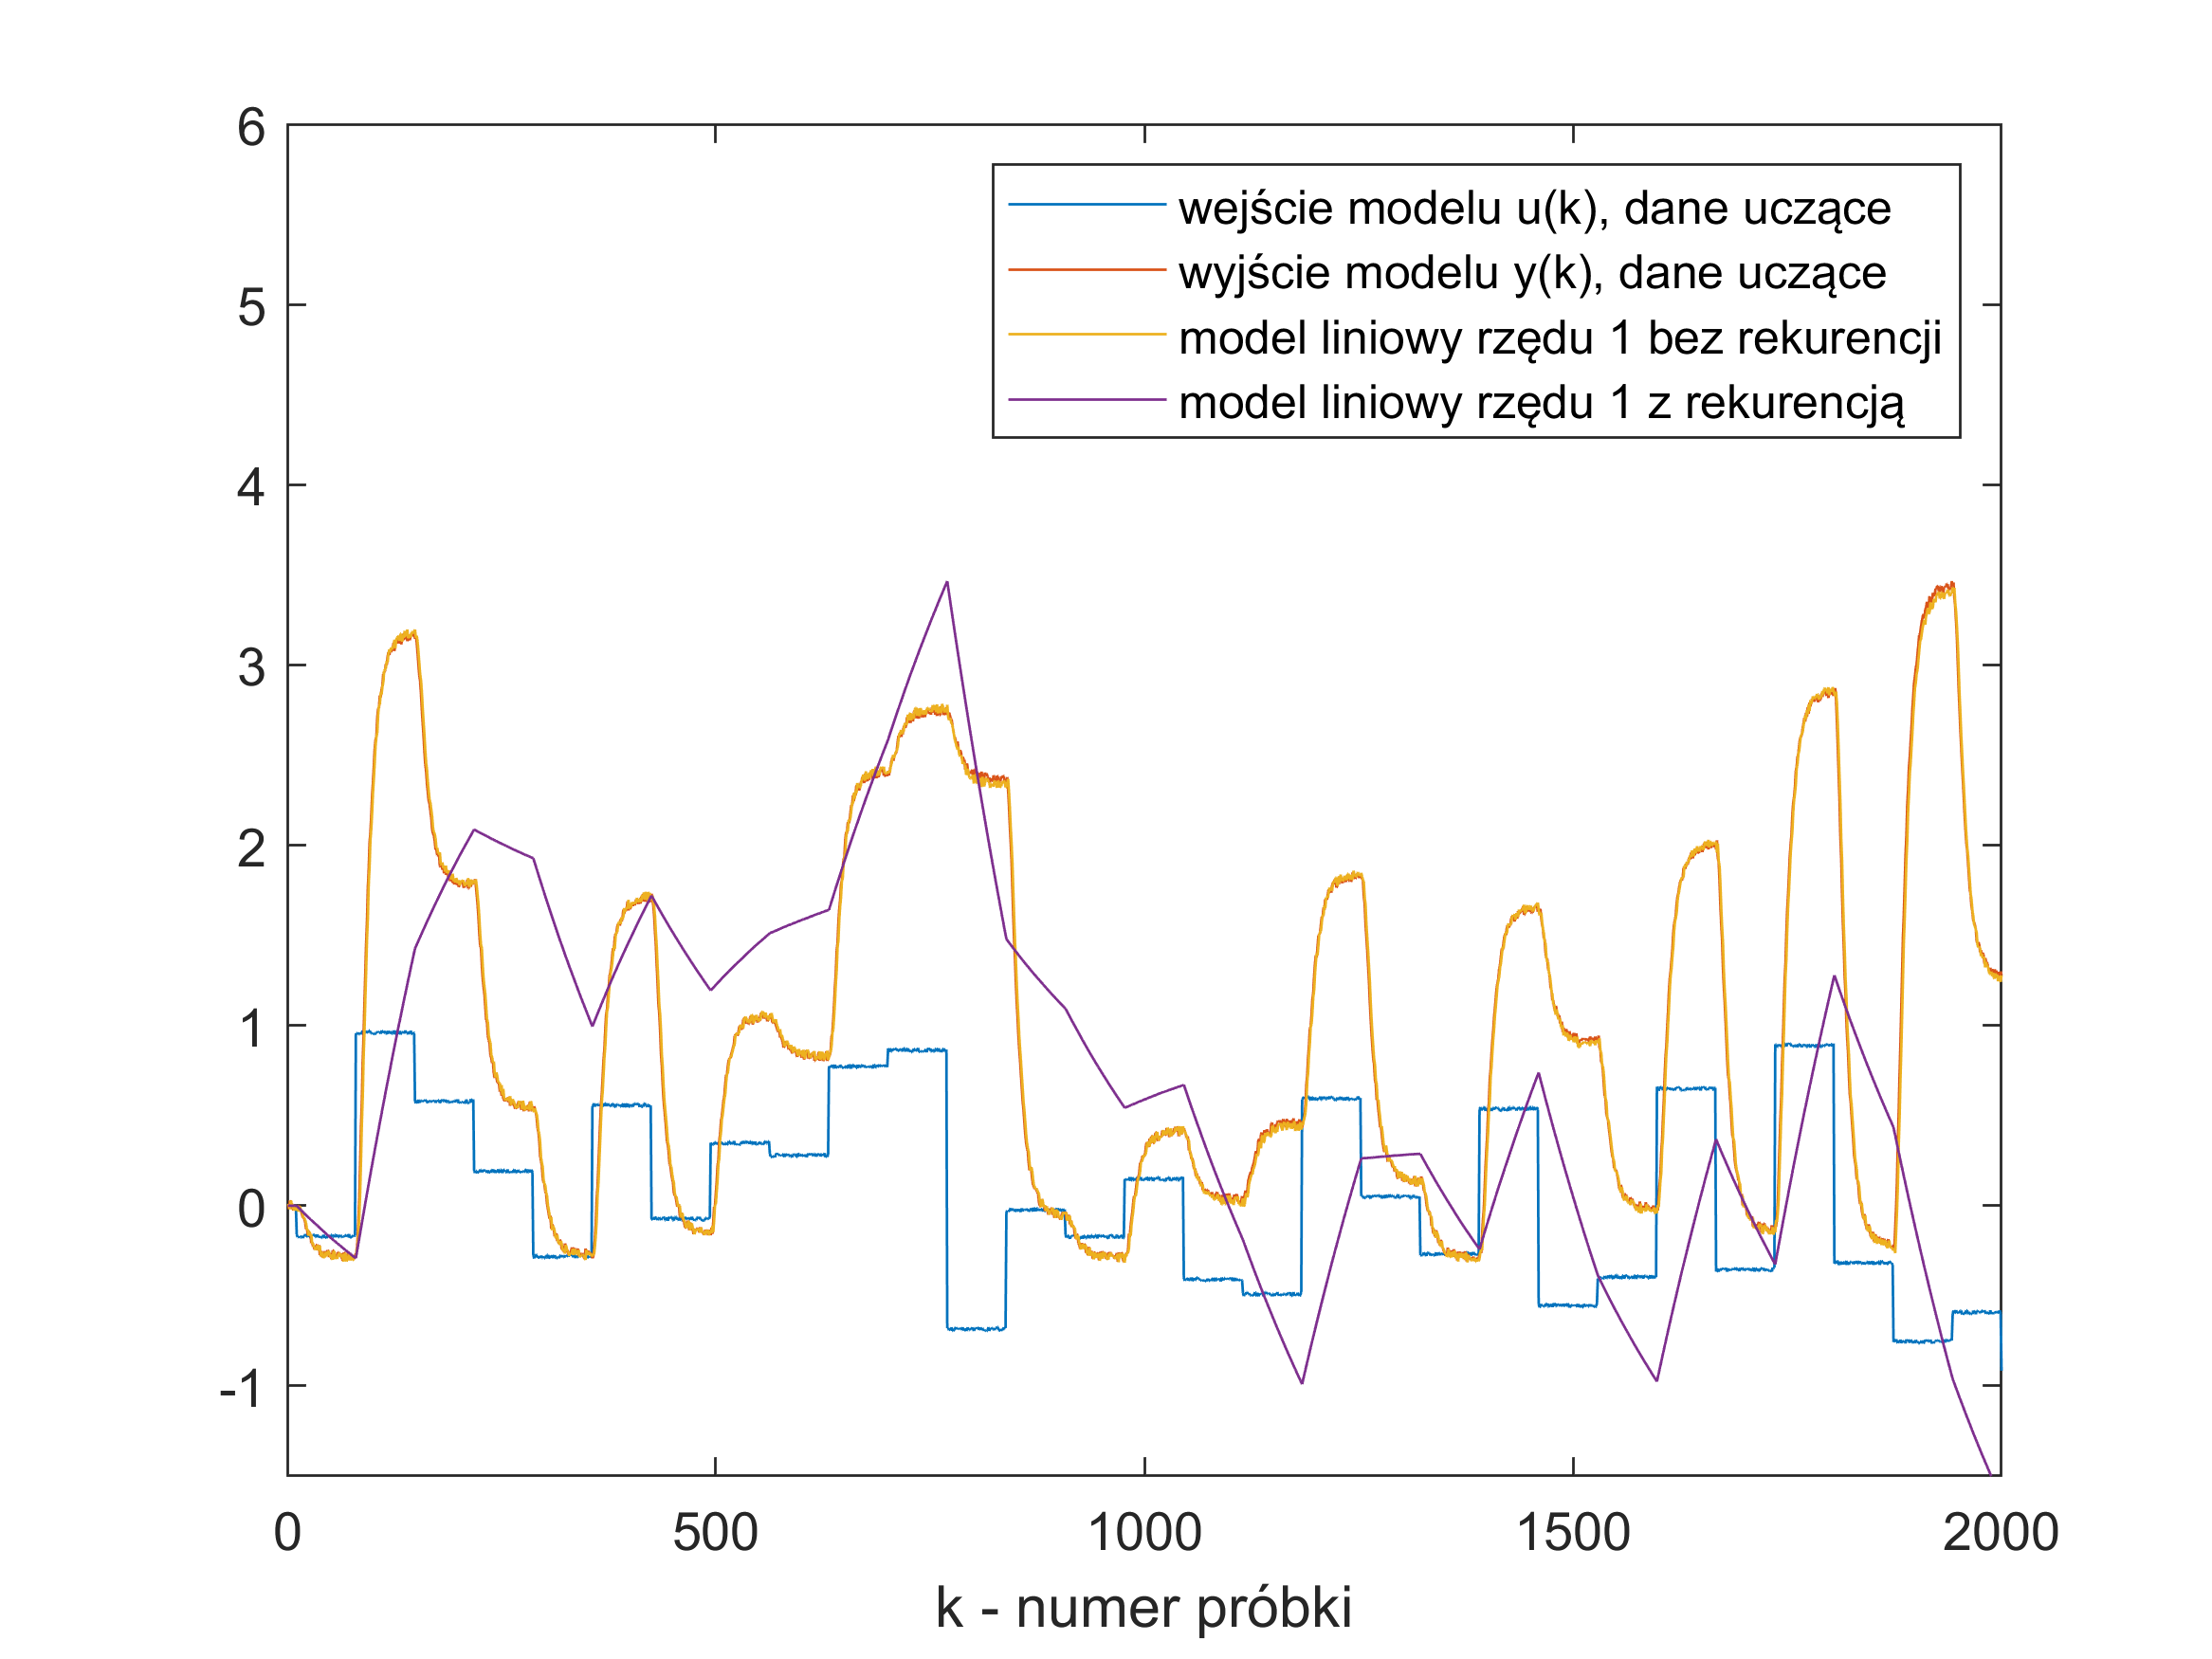 6
5
4
3
2
1
0
-1
wejście modelu u(k), dane uczące
wyjście modelu y(k), dane uczące
model liniowy rzędu 1 bez rekurencji
model liniowy rzędu 1 z rekurencją
0 500 1000 1500 2000
k - numer próbki